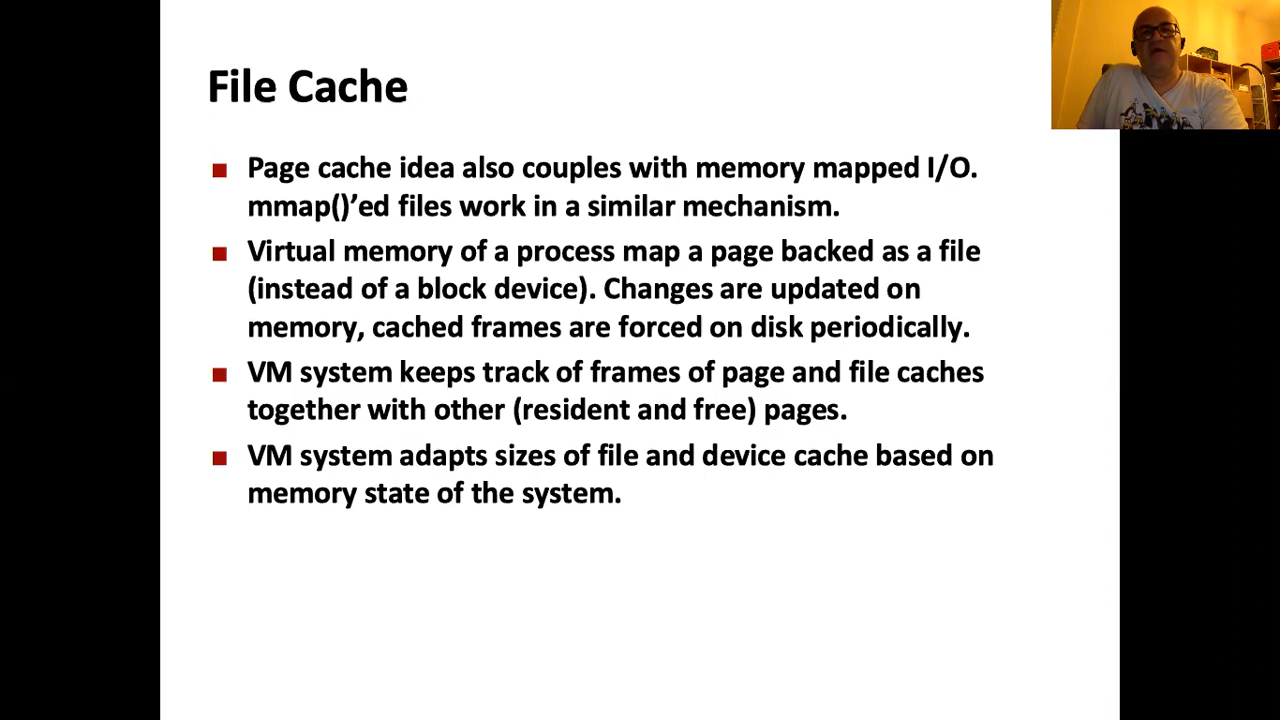 File Cache
Page cache idea also couples with memory mapped I/O.
mmap()’ed files work in a similar mechanism.
Virtual memory of a process map a page backed as a file
(instead of a block device). Changes are updated on
memory, cached frames are forced on disk periodically.
VM system keeps track of frames of page and file caches
together with other (resident and free) pages.
VM system adapts sizes of file and device cache based on
memory state of the system.